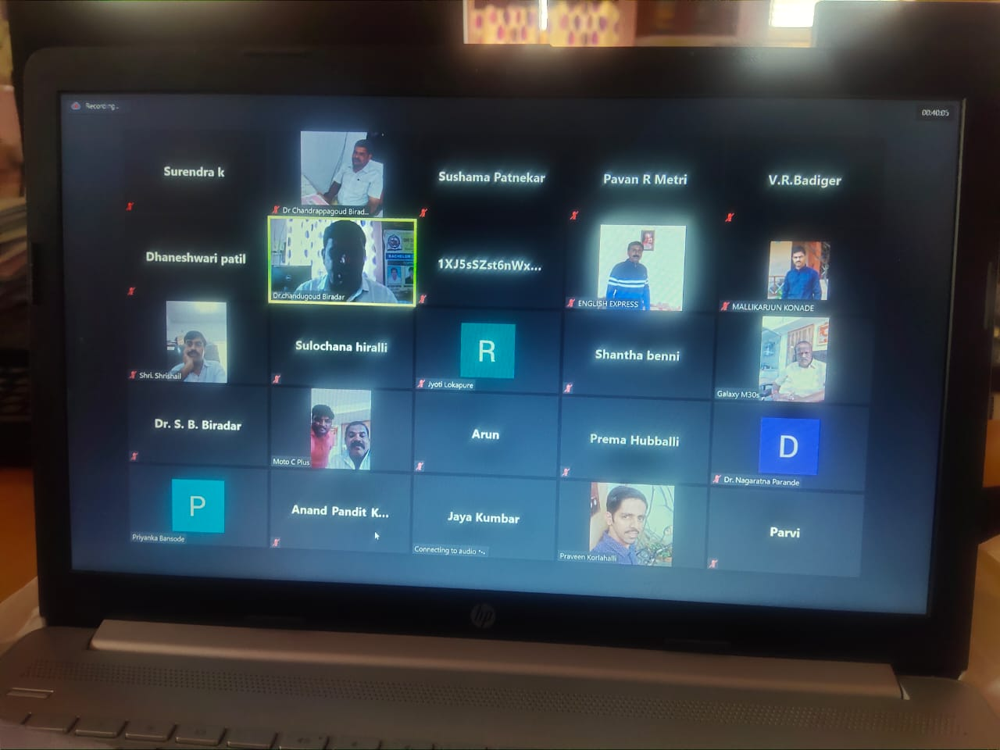 Recording...
00:40:05
Surendra k
Dr Chandrappagoud Birad...
Sushama Patnekar
Pavan R Metri
V.R.Badiger
Dhaneshwari patil
BACHELOR
Dr.chandugoud Biradar
1XJ5sSZst6nWx...
ENGLISH EXPRESS
MALLIKARJUN KONADE
Shri. Shrishail
Sulochana hiralli
R
Jyoti Lokapure
Shantha benni
Galaxy M30s
Dr. S. B. Biradar
Moto C Plus
Arun
Prema Hubballi
D
Dr. Nagaratna Parande
P
Priyanka Bansode
Anand Pandit K...
Jaya Kumbar
Connecting to audio
Praveen Korlahalli
Parvi
hp